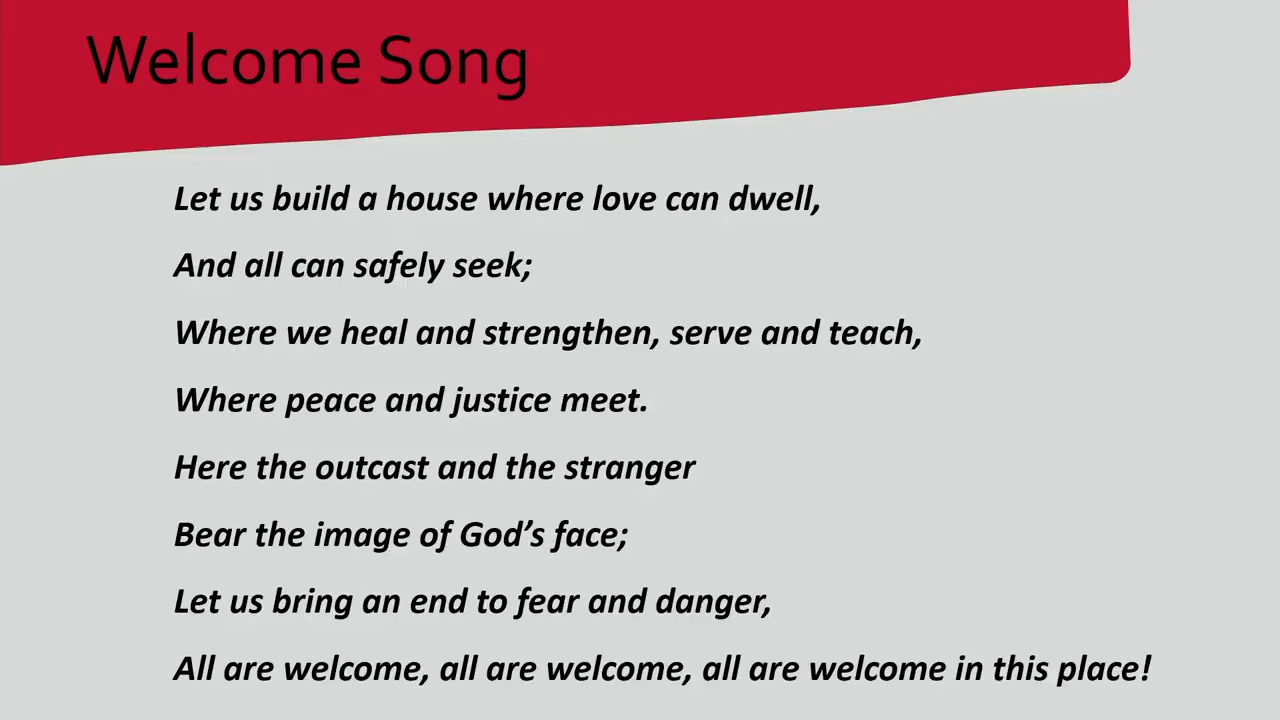 Welcome Song
Let us build a house where love can dwell,
And all can safely seek;
Where we heal and strengthen, serve and teach,
Where peace and justice meet.
Here the outcast and the stranger
Bear the image of God’s face;
Let us bring an end to fear and danger,
All are welcome, all are welcome, all are welcome in this place!